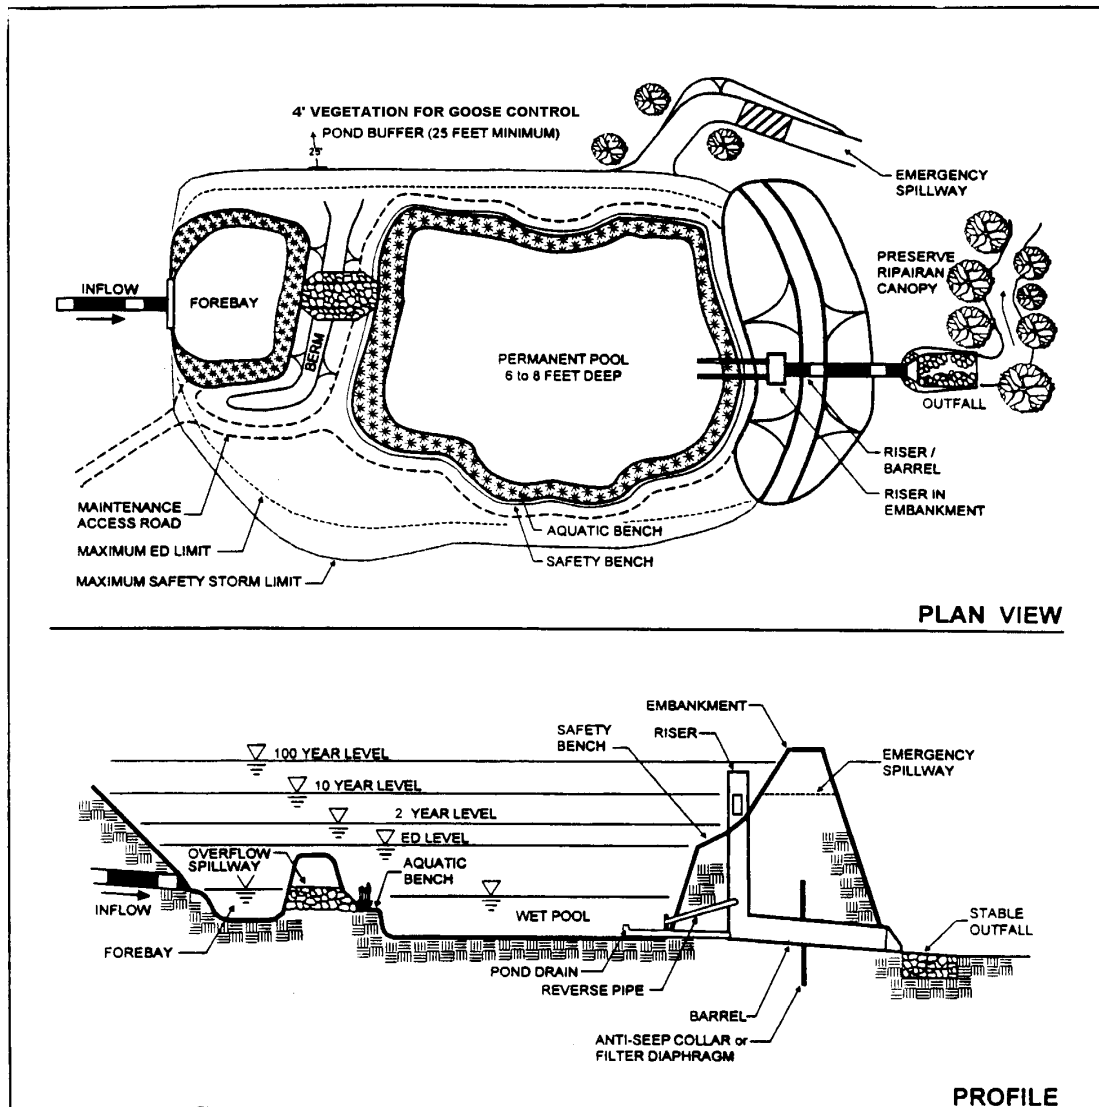 4' VEGETATION FOR GOOSE CONTROL
POND BUFFER (25 FEET MINIMUM)
25'
EMERGENCY
SPILLWAY
PRESERVE
RIPAIRAN
CANOPY
INFLOW
FOREBAY
BERM
PERMANENT POOL
6 to 8 FEET DEEP
OUTFALL
RISER /
BARREL
RISER IN
EMBANKMENT
MAINTENANCE
ACCESS ROAD
AQUATIC BENCH
MAXIMUM ED LIMIT
SAFETY BENCH
MAXIMUM SAFETY STORM LIMIT
PLAN VIEW
EMBANKMENT
SAFETY
BENCH
RISER
100 YEAR LEVEL
EMERGENCY
SPILLWAY
10 YEAR LEVEL
2 YEAR LEVEL
ED LEVEL
OVERFLOW
SPILLWAY
AQUATIC
BENCH
INFLOW
WET POOL
STABLE
OUTFALL
FOREBAY
POND DRAIN
REVERSE PIPE
BARREL
ANTI-SEEP COLLAR or
FILTER DIAPHRAGM
PROFILE